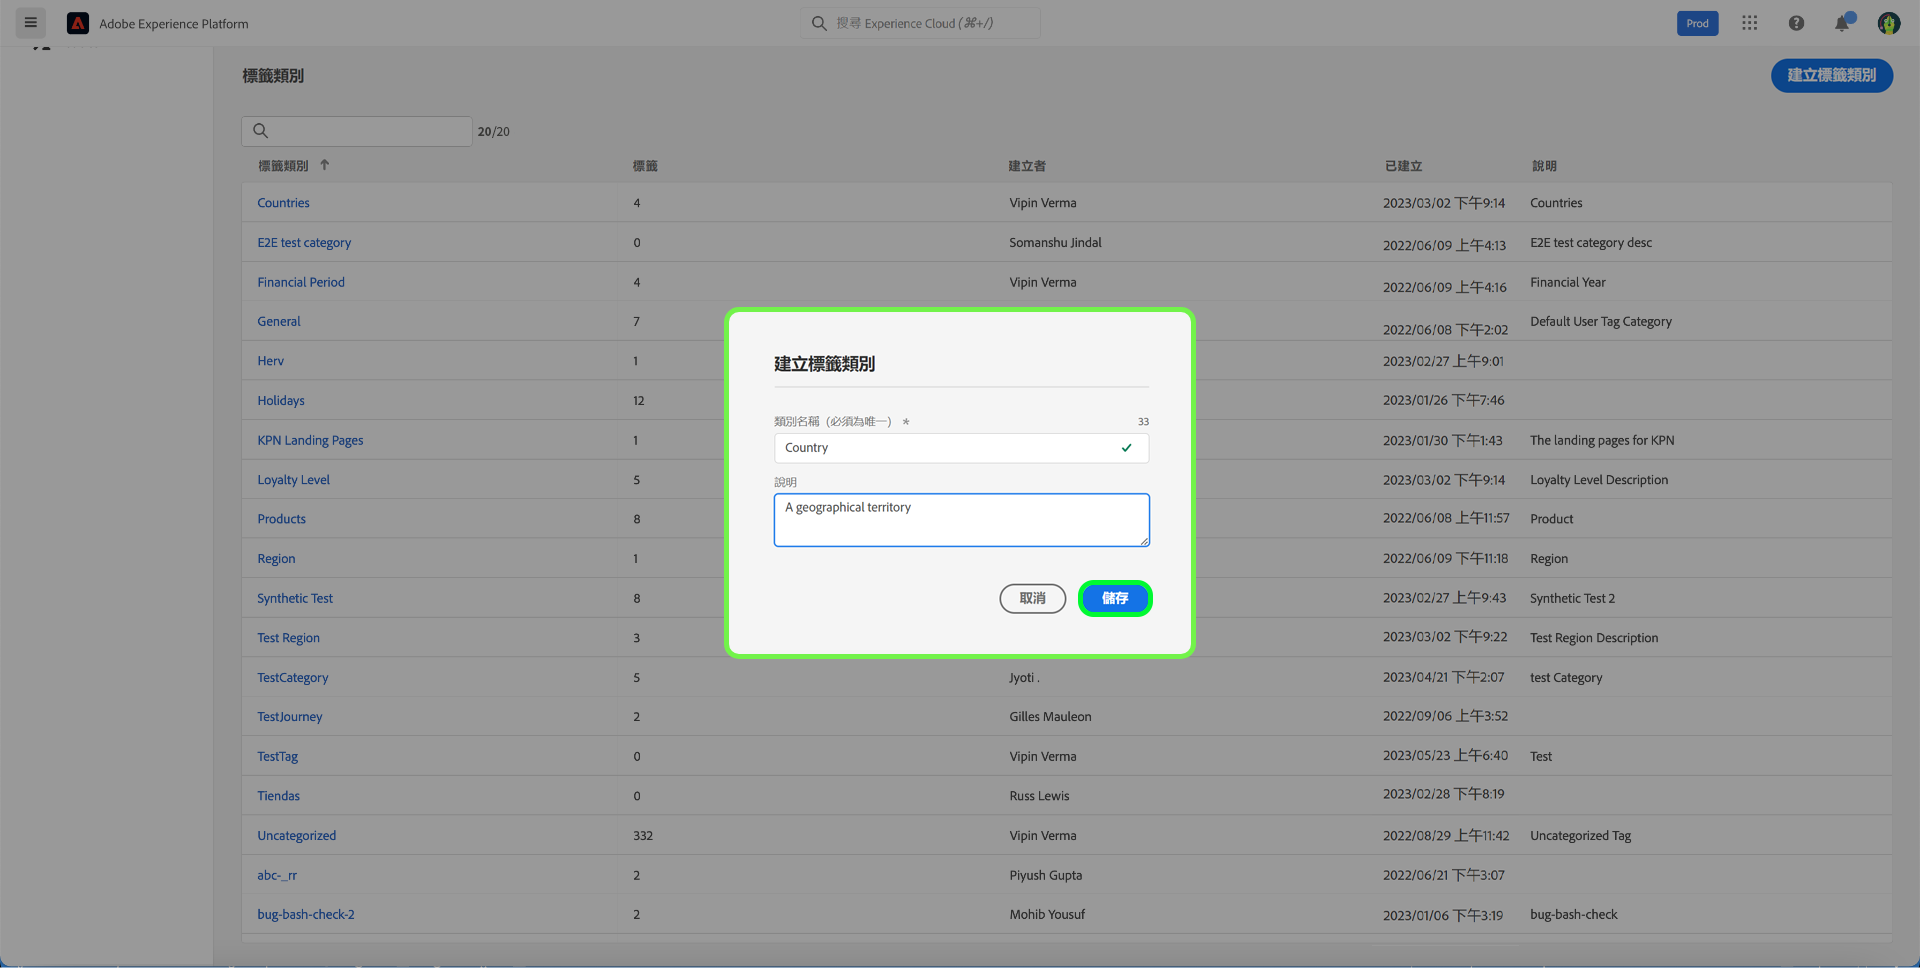 Adobe Experience Platform
搜尋 Experience Cloud (⌘+/)
Prod
標籤類別
建立標籤類別
20/20
標籤類別 標籤 建立者 已建立 說明
Countries 4 Vipin Verma 2023/03/02 下午9:14 Countries
E2E test category 0 Somanshu Jindal 2022/06/09 上午4:13 E2E test category desc
Financial Period 4 Vipin Verma 2022/06/09 上午4:16 Financial Year
General 7 2022/06/08 下午2:02 Default User Tag Category
Herv 1 2023/02/27 上午9:01
Holidays 12 2023/01/26 下午7:46
KPN Landing Pages 1 2023/01/30 下午1:43 The landing pages for KPN
Loyalty Level 5 2023/03/02 下午9:14 Loyalty Level Description
Products 8 2022/06/08 上午11:57 Product
Region 1 2022/06/09 下午11:18 Region
Synthetic Test 8 2023/02/27 上午9:43 Synthetic Test 2
Test Region 3 2023/03/02 下午9:22 Test Region Description
TestCategory 5 Jyoti . 2023/04/21 下午2:07 test Category
TestJourney 2 Gilles Mauleon 2022/09/06 上午3:52
TestTag 0 Vipin Verma 2023/05/23 上午6:40 Test
Tiendas 0 Russ Lewis 2023/02/28 下午8:19
Uncategorized 332 Vipin Verma 2022/08/29 上午11:42 Uncategorized Tag
abc-_rr 2 Piyush Gupta 2022/06/21 下午3:07
bug-bash-check-2 2 Mohib Yousuf 2023/01/06 下午3:19 bug-bash-check
建立標籤類別
類別名稱 (必須為唯一) * 33
Country
說明
A geographical territory
取消 儲存